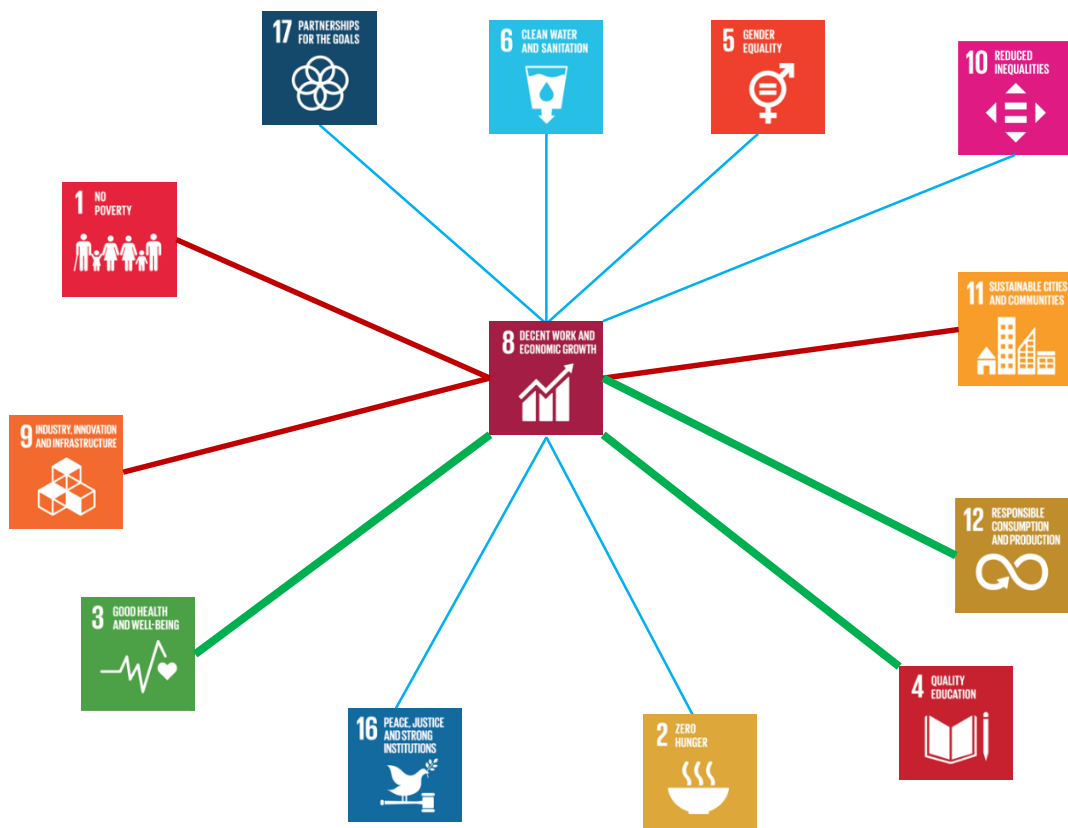 17 PARTNERSHIPS
FOR THE GOALS
6 CLEAN WATER
AND SANITATION
5 GENDER
EQUALITY
10 REDUCED
INEQUALITIES
1 NO
POVERTY
11 SUSTAINABLE CITIES
AND COMMUNITIES
8 DECENT WORK AND
ECONOMIC GROWTH
9 INDUSTRY, INNOVATION
AND INFRASTRUCTURE
12 RESPONSIBLE
CONSUMPTION
AND PRODUCTION
3 GOOD HEALTH
AND WELL-BEING
4 QUALITY
EDUCATION
16 PEACE, JUSTICE
AND STRONG
INSTITUTIONS
2 ZERO
HUNGER